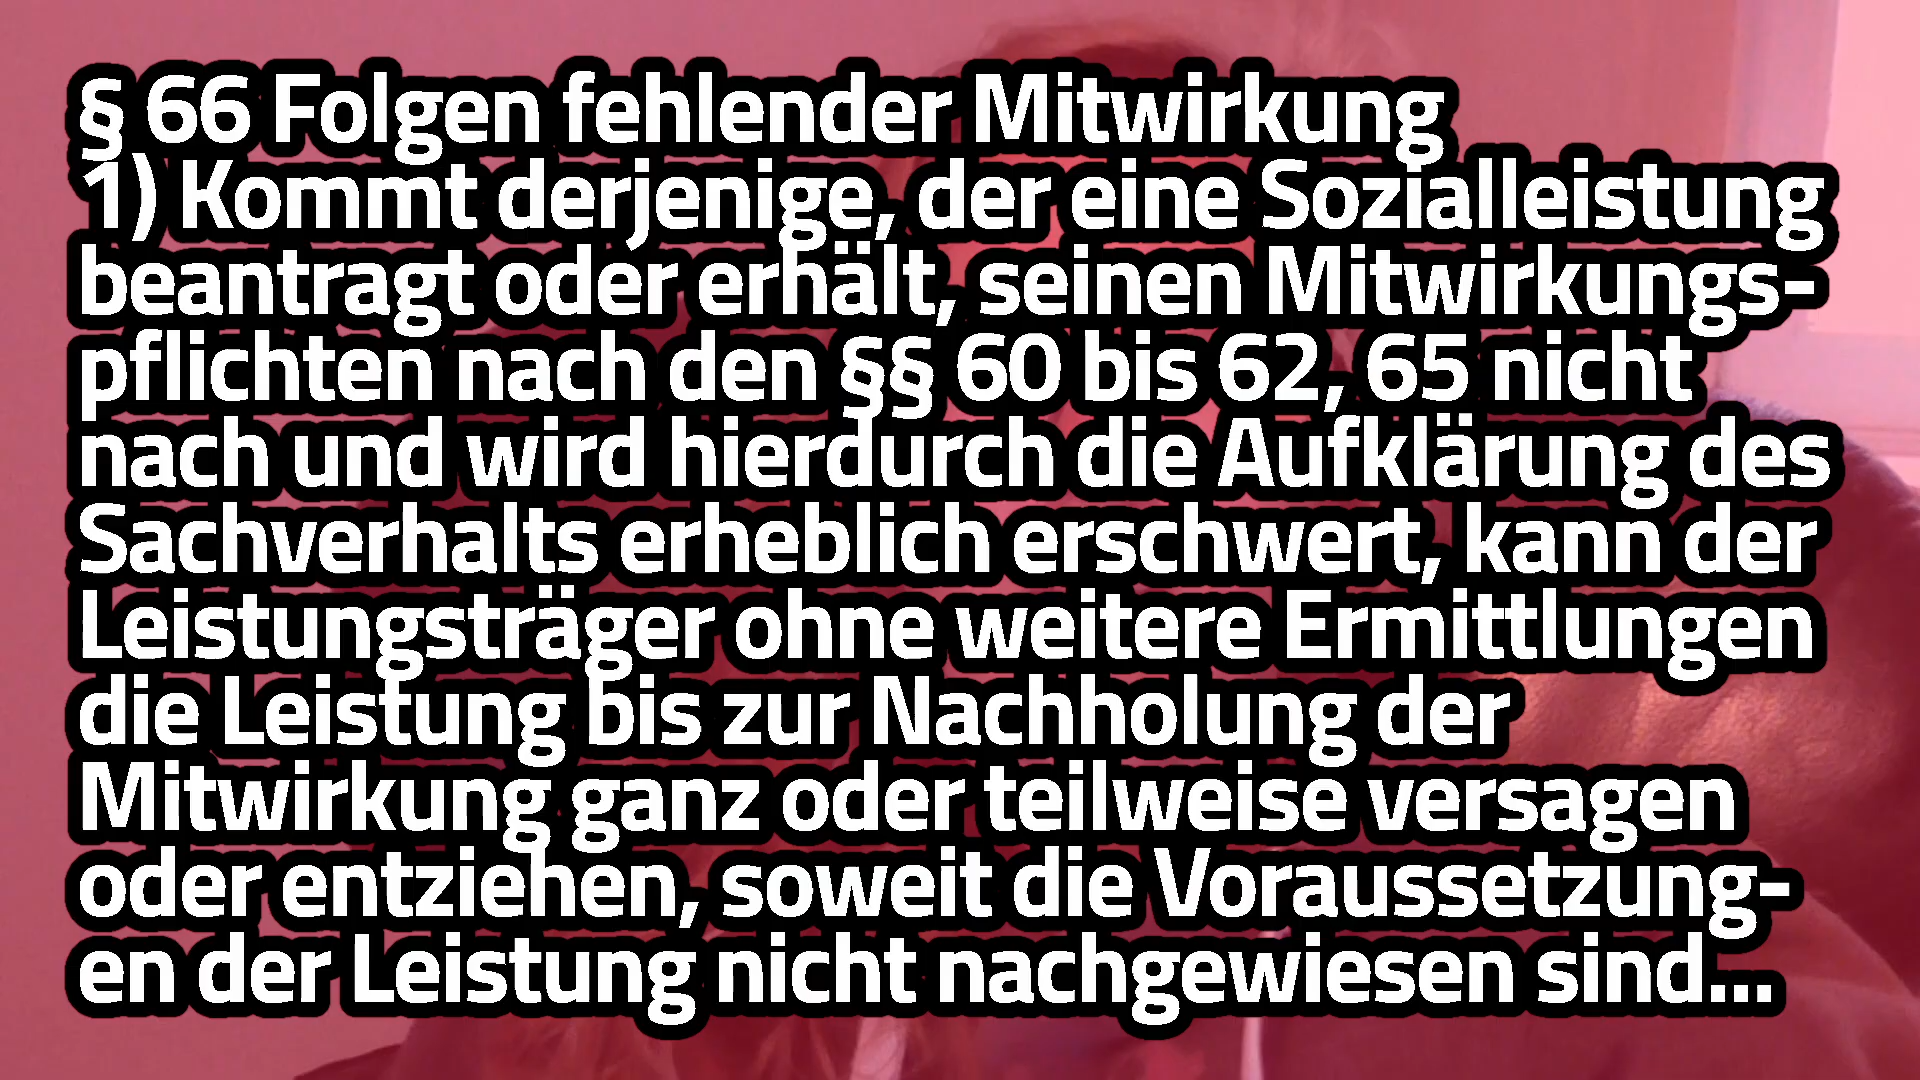 § 66 Folgen fehlender Mitwirkung
1) Kommt derjenige, der eine Sozialleistung
beantragt oder erhält, seinen Mitwirkungs-
pflichten nach den §§ 60 bis 62, 65 nicht
nach und wird hierdurch die Aufklärung des
Sachverhalts erheblich erschwert, kann der
Leistungsträger ohne weitere Ermittlungen
die Leistung bis zur Nachholung der
Mitwirkung ganz oder teilweise versagen
oder entziehen, soweit die Voraussetzung-
en der Leistung nicht nachgewiesen sind...